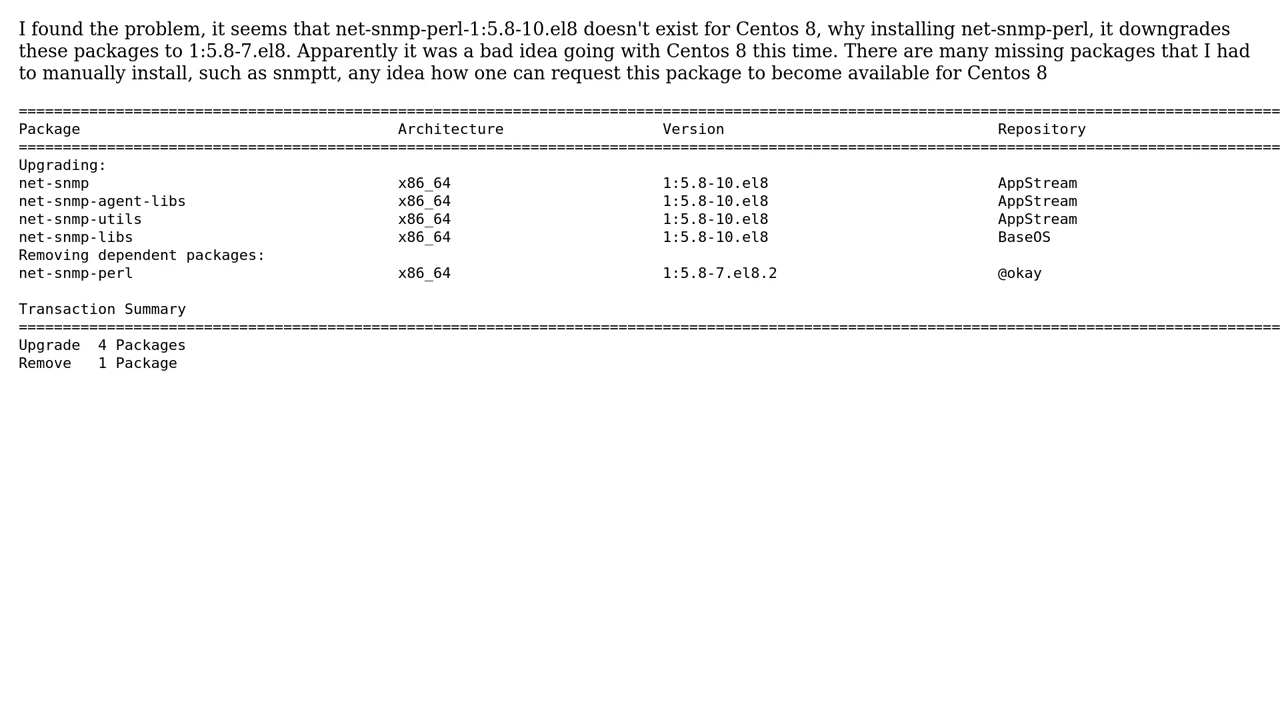 I found the problem, it seems that net-snmp-perl-1:5.8-10.el8 doesn't exist for Centos 8, why installing net-snmp-perl, it downgrades
these packages to 1:5.8-7.el8. Apparently it was a bad idea going with Centos 8 this time. There are many missing packages that I had
to manually install, such as snmptt, any idea how one can request this package to become available for Centos 8
================================================================================================================================================
Package Architecture Version Repository
================================================================================================================================================
Upgrading:
net-snmp x86_64 1:5.8-10.el8 AppStream
net-snmp-agent-libs x86_64 1:5.8-10.el8 AppStream
net-snmp-utils x86_64 1:5.8-10.el8 AppStream
net-snmp-libs x86_64 1:5.8-10.el8 BaseOS
Removing dependent packages:
net-snmp-perl x86_64 1:5.8-7.el8.2 @okay
Transaction Summary
================================================================================================================================================
Upgrade 4 Packages
Remove 1 Package